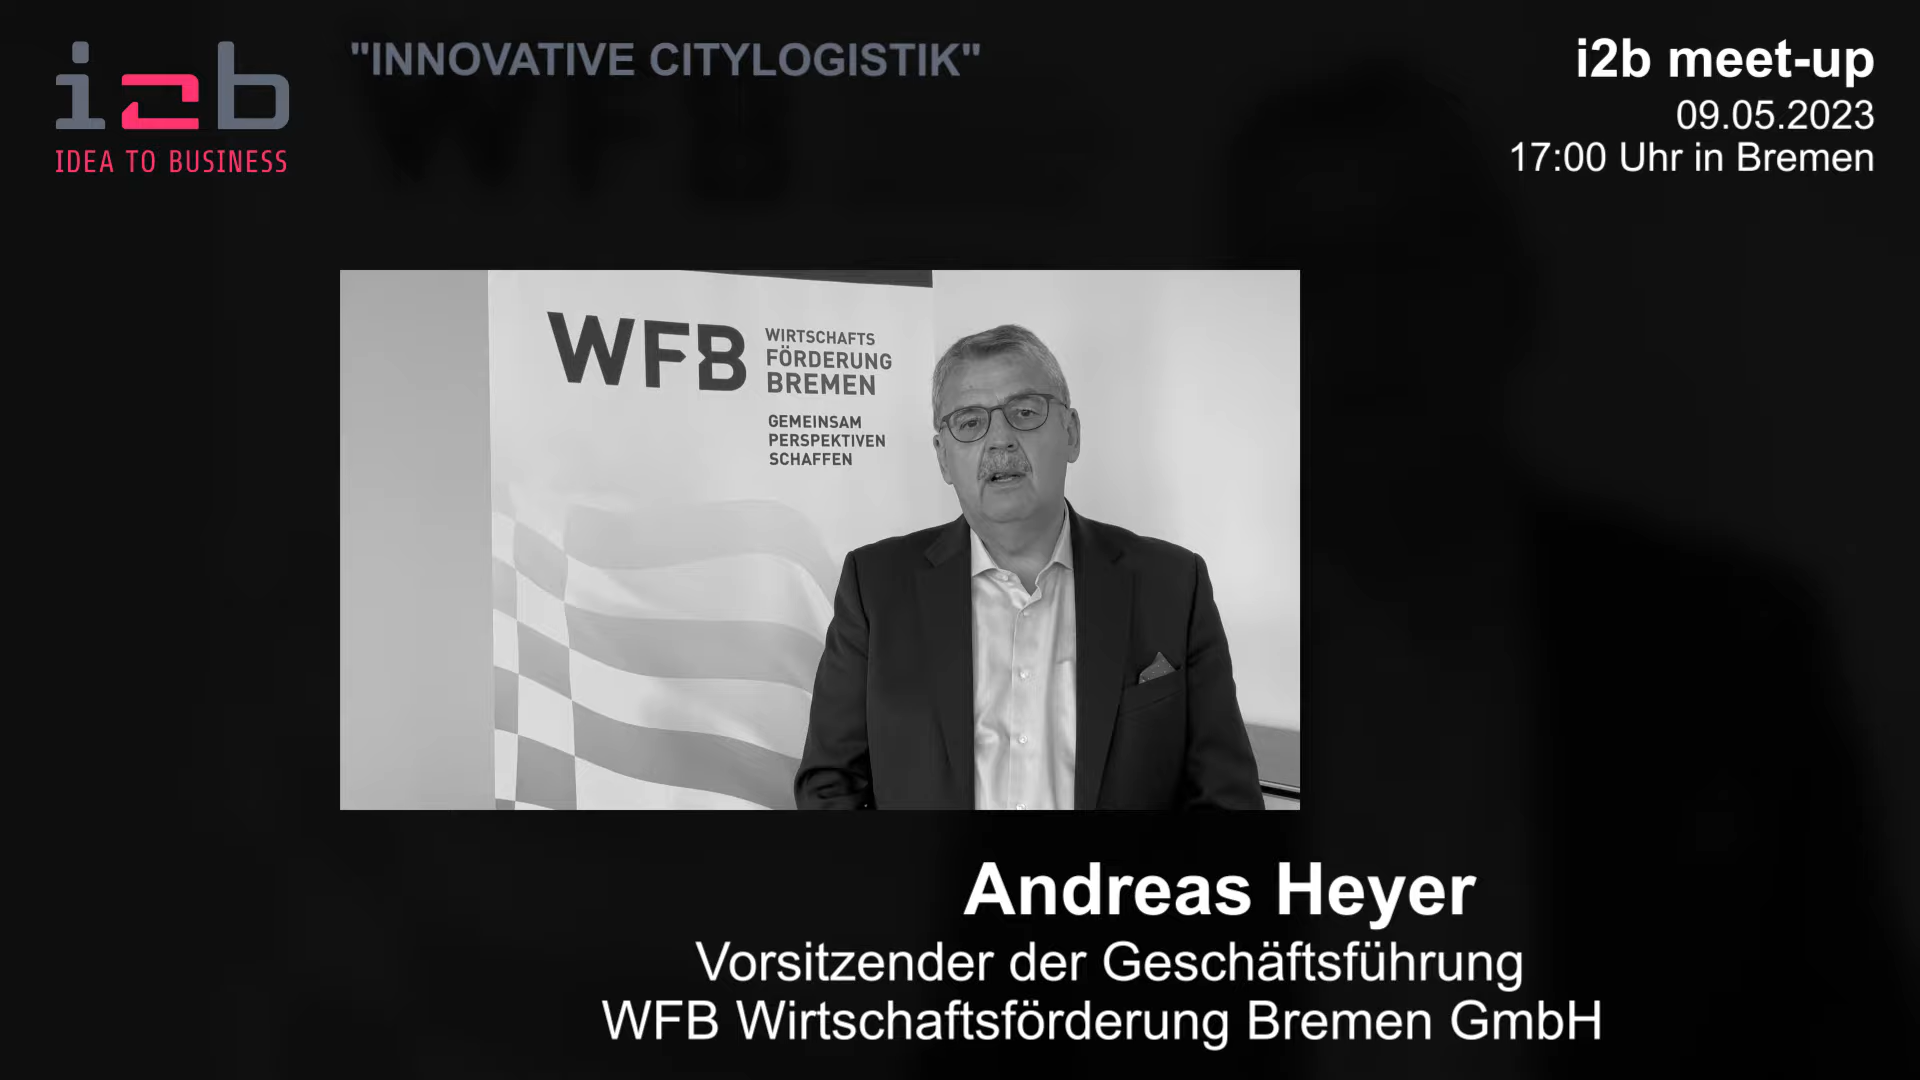 i2b
IDEA TO BUSINESS
"INNOVATIVE CITYLOGISTIK"
i2b meet-up
09.05.2023
17:00 Uhr in Bremen
WFB
WIRTSCHAFTS
FÖRDERUNG
BREMEN
GEMEINSAM
PERSPEKTIVEN
SCHAFFEN
Andreas Heyer
Vorsitzender der Geschäftsführung
WFB Wirtschaftsförderung Bremen GmbH